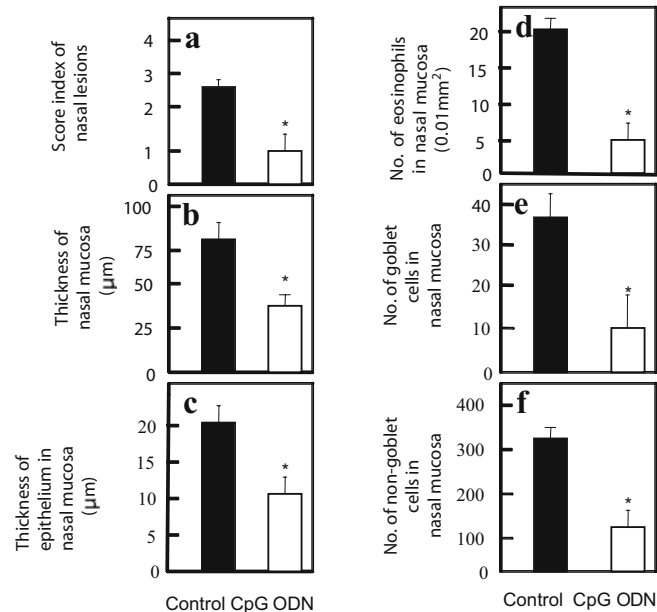 Score index of
nasal lesions
a
4
3
2
1
0
*
Thickness of
nasal mucosa
(μm)
b
100
75
50
25
0
*
Thickness of
epithelium in
nasal mucosa
(μm)
c
20
15
10
5
0
*
Control CpG ODN
No. of eosinophils
in nasal mucosa
(0.01mm²)
d
20
15
10
5
0
*
No. of goblet
cells in
nasal mucosa
e
40
30
20
10
0
*
No. of non-goblet
cells in
nasal mucosa
f
400
300
200
100
0
*
Control CpG ODN